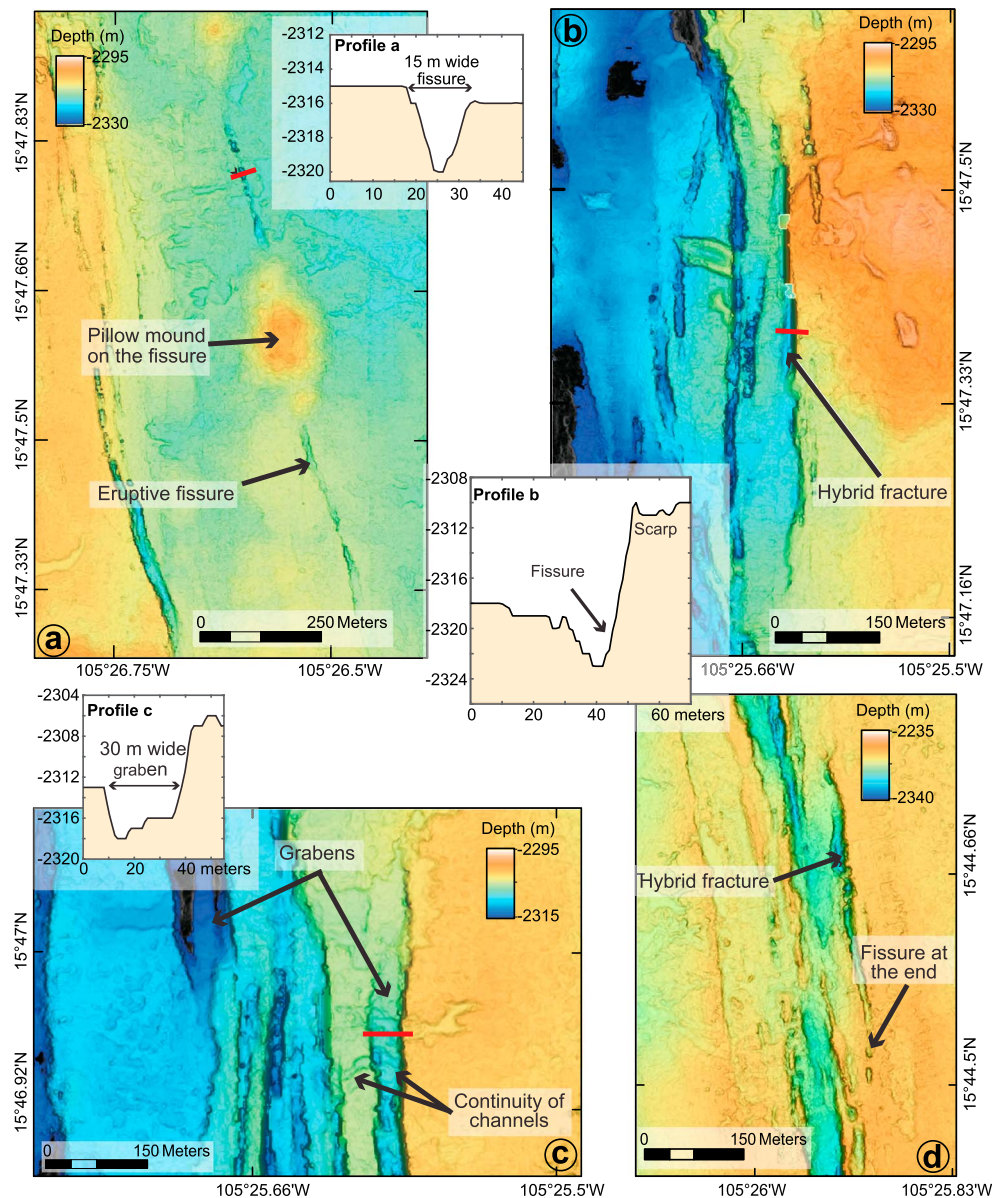 Depth (m)
-2295
-2330
-2312
-2314
-2316
-2318
-2320
Profile a
15 m wide
fissure
0
10
20
30
40
15°47.83'N
15°47.66'N
15°47.5'N
15°47.33'N
Pillow mound
on the fissure
Eruptive fissure
0
250 Meters
a
105°26.75'W
105°26.5'W
b
Depth (m)
-2295
-2330
15°47.5'N
15°47.33'N
15°47.16'N
Hybrid fracture
0
150 Meters
105°26.66'W
105°25.5'W
-2308
-2312
-2316
-2320
-2324
Profile b
Scarp
Fissure
0
20
40
60 meters
-2304
-2308
-2312
-2316
-2320
Profile c
30 m wide
graben
0
20
40 meters
Grabens
Depth (m)
-2295
-2315
15°47'N
15°46.92'N
Continuity of
channels
0
150 Meters
c
105°25.66'W
105°25.5'W
Depth (m)
-2235
-2340
Hybrid fracture
Fissure at
the end
15°44.66'N
15°44.5'N
0
150 Meters
d
105°26'W
105°25.83'W